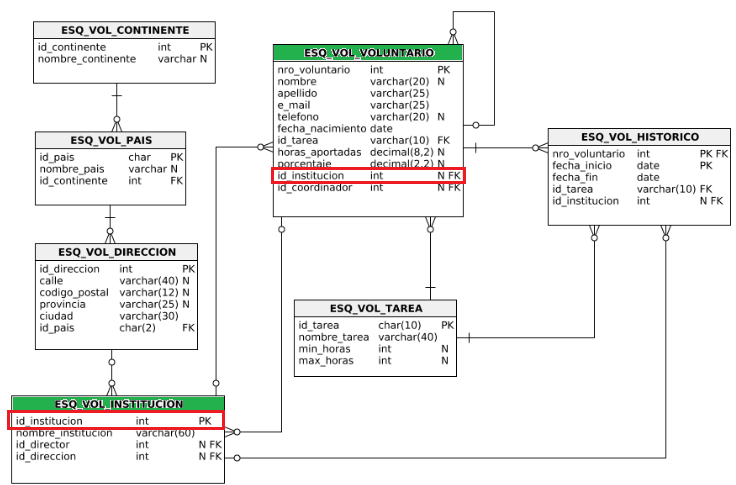 ESQ_VOL_CONTINENTE
id_continente int PK
nombre_continente varchar N
ESQ_VOL_PAIS
id_pais char PK
nombre_pais varchar N
id_continente int FK
ESQ_VOL_DIRECCION
id_direccion int PK
calle varchar(40) N
codigo_postal varchar(12) N
provincia varchar(25) N
ciudad varchar(30)
id_pais char(2) FK
ESQ_VOL_INSTITUCION
id_institucion int PK
nombre_institucion varchar(60)
id_director int N FK
id_direccion int N FK
ESQ_VOL_VOLUNTARIO
nro_voluntario int PK
nombre varchar(20) N
apellido varchar(25)
e_mail varchar(25)
telefono varchar(20) N
fecha_nacimiento date
id_tarea varchar(10) FK
horas_aportadas decimal(8,2) N
porcentaje decimal(2,2) N
id_institucion int N FK
id_coordinador int N FK
ESQ_VOL_TAREA
id_tarea char(10) PK
nombre_tarea varchar(40)
min_horas int N
max_horas int N
ESQ_VOL_HISTORICO
nro_voluntario int PK FK
fecha_inicio date PK
fecha_fin date
id_tarea varchar(10) FK
id_institucion int N FK